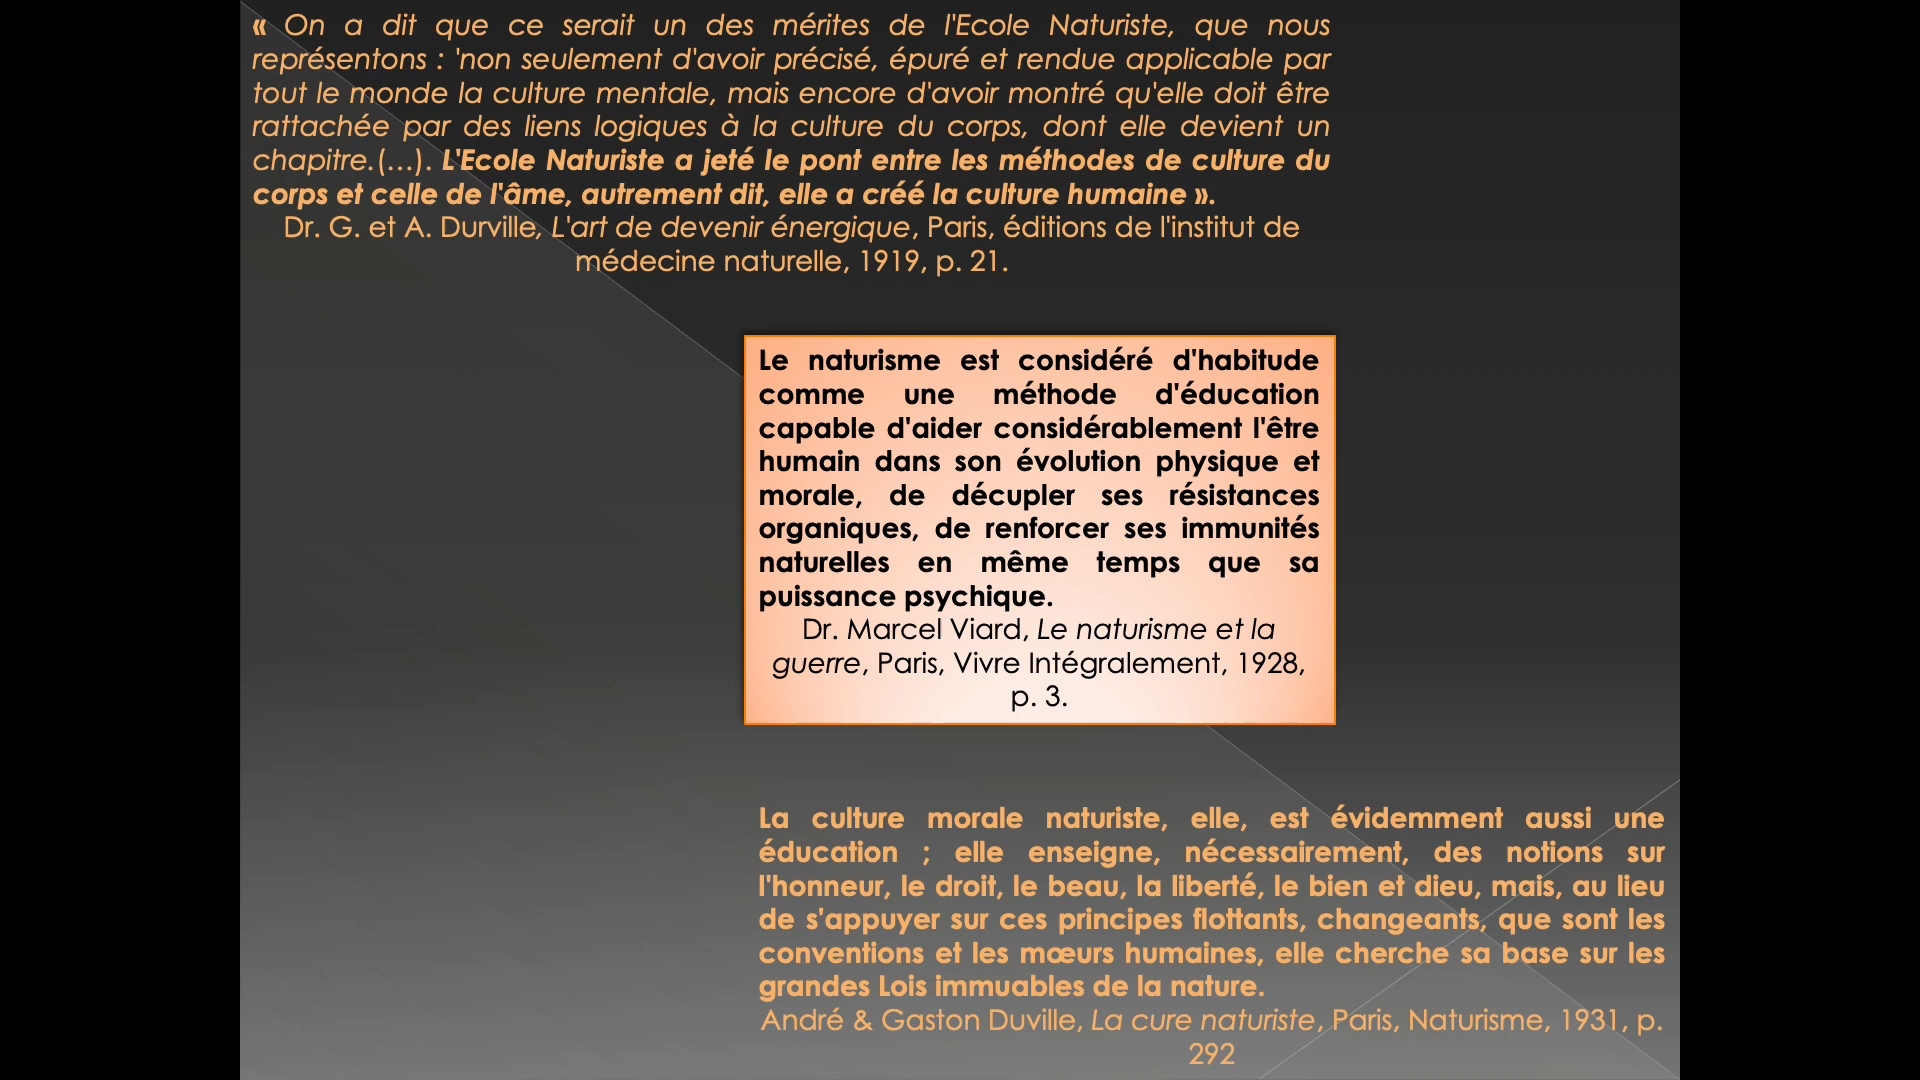 « On a dit que ce serait un des mérites de l'Ecole Naturiste, que nous
représentons : 'non seulement d'avoir précisé, épuré et rendue applicable par
tout le monde la culture mentale, mais encore d'avoir montré qu'elle doit être
rattachée par des liens logiques à la culture du corps, dont elle devient un
chapitre.(...). L'Ecole Naturiste a jeté le pont entre les méthodes de culture du
corps et celle de l'âme, autrement dit, elle a créé la culture humaine ».
Dr. G. et A. Durville, L'art de devenir énergique, Paris, éditions de l'institut de
médecine naturelle, 1919, p. 21.
Le naturisme est considéré d'habitude
comme une méthode d'éducation
capable d'aider considérablement l'être
humain dans son évolution physique et
morale, de décupler ses résistances
organiques, de renforcer ses immunités
naturelles en même temps que sa
puissance psychique.
Dr. Marcel Viard, Le naturisme et la
guerre, Paris, Vivre Intégralement, 1928,
p. 3.
La culture morale naturiste, elle, est évidemment aussi une
éducation ; elle enseigne, nécessairement, des notions sur
l'honneur, le droit, le beau, la liberté, le bien et dieu, mais, au lieu
de s'appuyer sur ces principes flottants, changeants, que sont les
conventions et les mœurs humaines, elle cherche sa base sur les
grandes Lois immuables de la nature.
André & Gaston Duville, La cure naturiste, Paris, Naturisme, 1931, p.
292